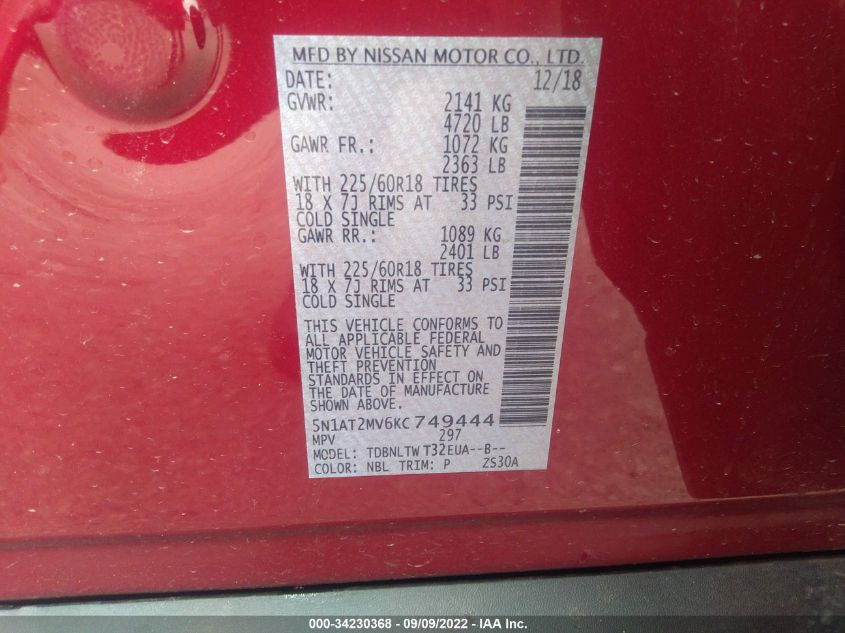 MFD BY NISSAN MOTOR CO., LTD.
DATE: 12/18
GVWR: 2141 KG
4720 LB
GAWR FR.: 1072 KG
2363 LB
WITH 225/60R18 TIRES
18 X 7J RIMS AT 33 PSI
COLD SINGLE
GAWR RR.: 1089 KG
2401 LB
WITH 225/60R18 TIRES
18 X 7J RIMS AT 33 PSI
COLD SINGLE
THIS VEHICLE CONFORMS TO
ALL APPLICABLE FEDERAL
MOTOR VEHICLE SAFETY AND
THEFT PREVENTION
STANDARDS IN EFFECT ON
THE DATE OF MANUFACTURE
SHOWN ABOVE.
5N1AT2MV6KC749444
MPV 297
MODEL: TDBNLTW T32EUA--B--
COLOR: NBL TRIM: P ZS30A
000-34230368 - 09/09/2022 - IAA Inc.